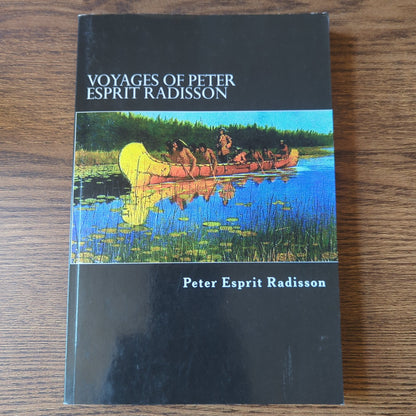 VOYAGES OF PETER
ESPRIT RADISSON
Peter Esprit Radisson